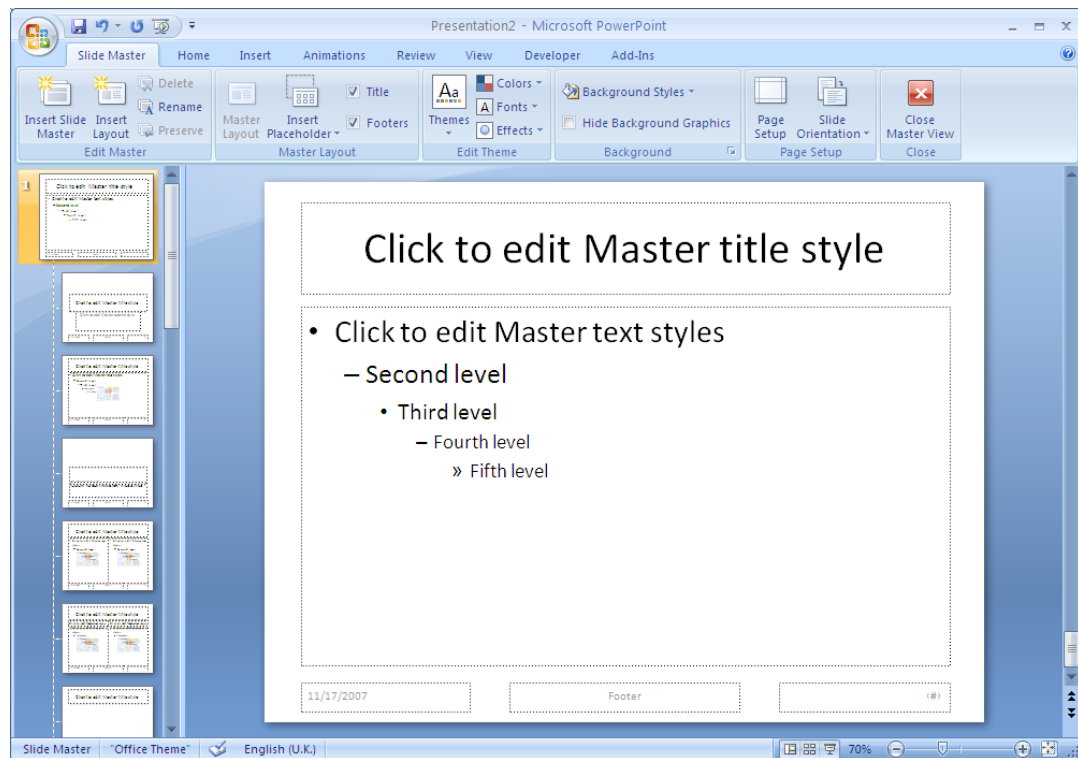 Presentation2 - Microsoft PowerPoint
Slide Master Home Insert Animations Review View Developer Add-Ins
Insert Slide Master
Insert Layout
Delete
Rename
Preserve
Edit Master
Master Layout
Insert Placeholder
Title
Footers
Master Layout
Aa
Themes
Colors
A Fonts
Effects
Edit Theme
Background Styles
Hide Background Graphics
Background
Page Setup
Slide Orientation
Page Setup
Close Master View
Close
1
Click to edit Master title style
• Click to edit Master text styles
– Second level
• Third level
– Fourth level
» Fifth level
11/17/2007 Footer ‹#›
Slide Master "Office Theme" English (U.K.) 70%